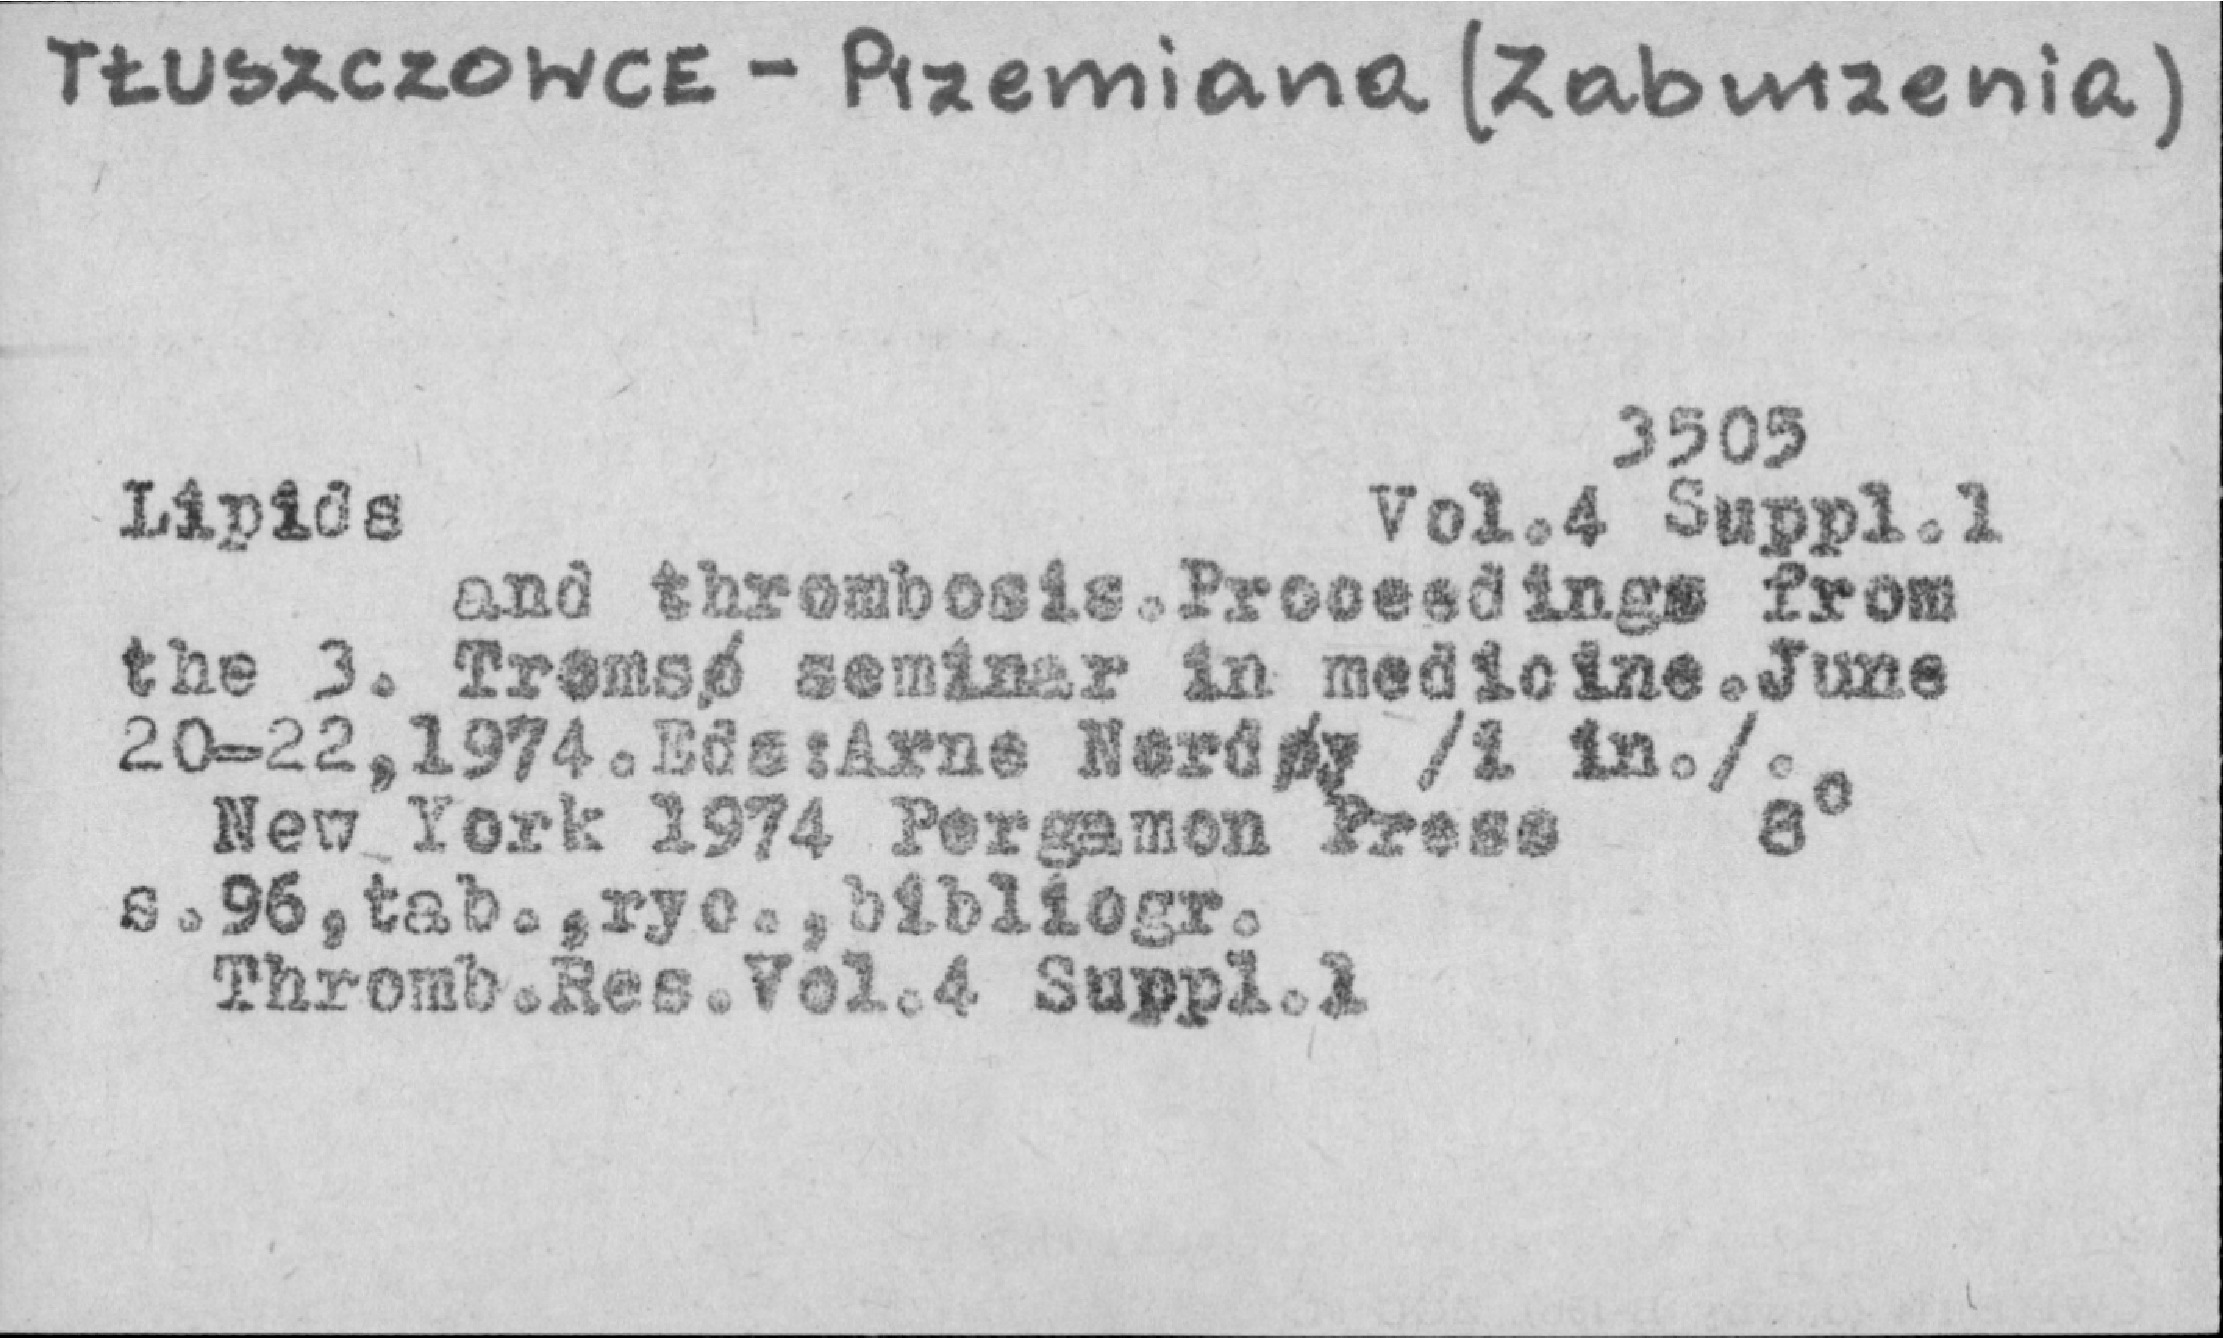 TŁUSZCZOWCE - Przemiana (Zaburzenia)
3505
Lipids Vol.4 Suppl.1
and thrombosis.Proceedings from
the 3. Tromsø seminar in medicine.June
20=22,1974.Eds:Arne Nordøy /i in./.
New York 1974 Pergamon Press 8°
s.96,tab.,ryc.,bibliogr.
Thromb.Res.Vol.4 Suppl.1